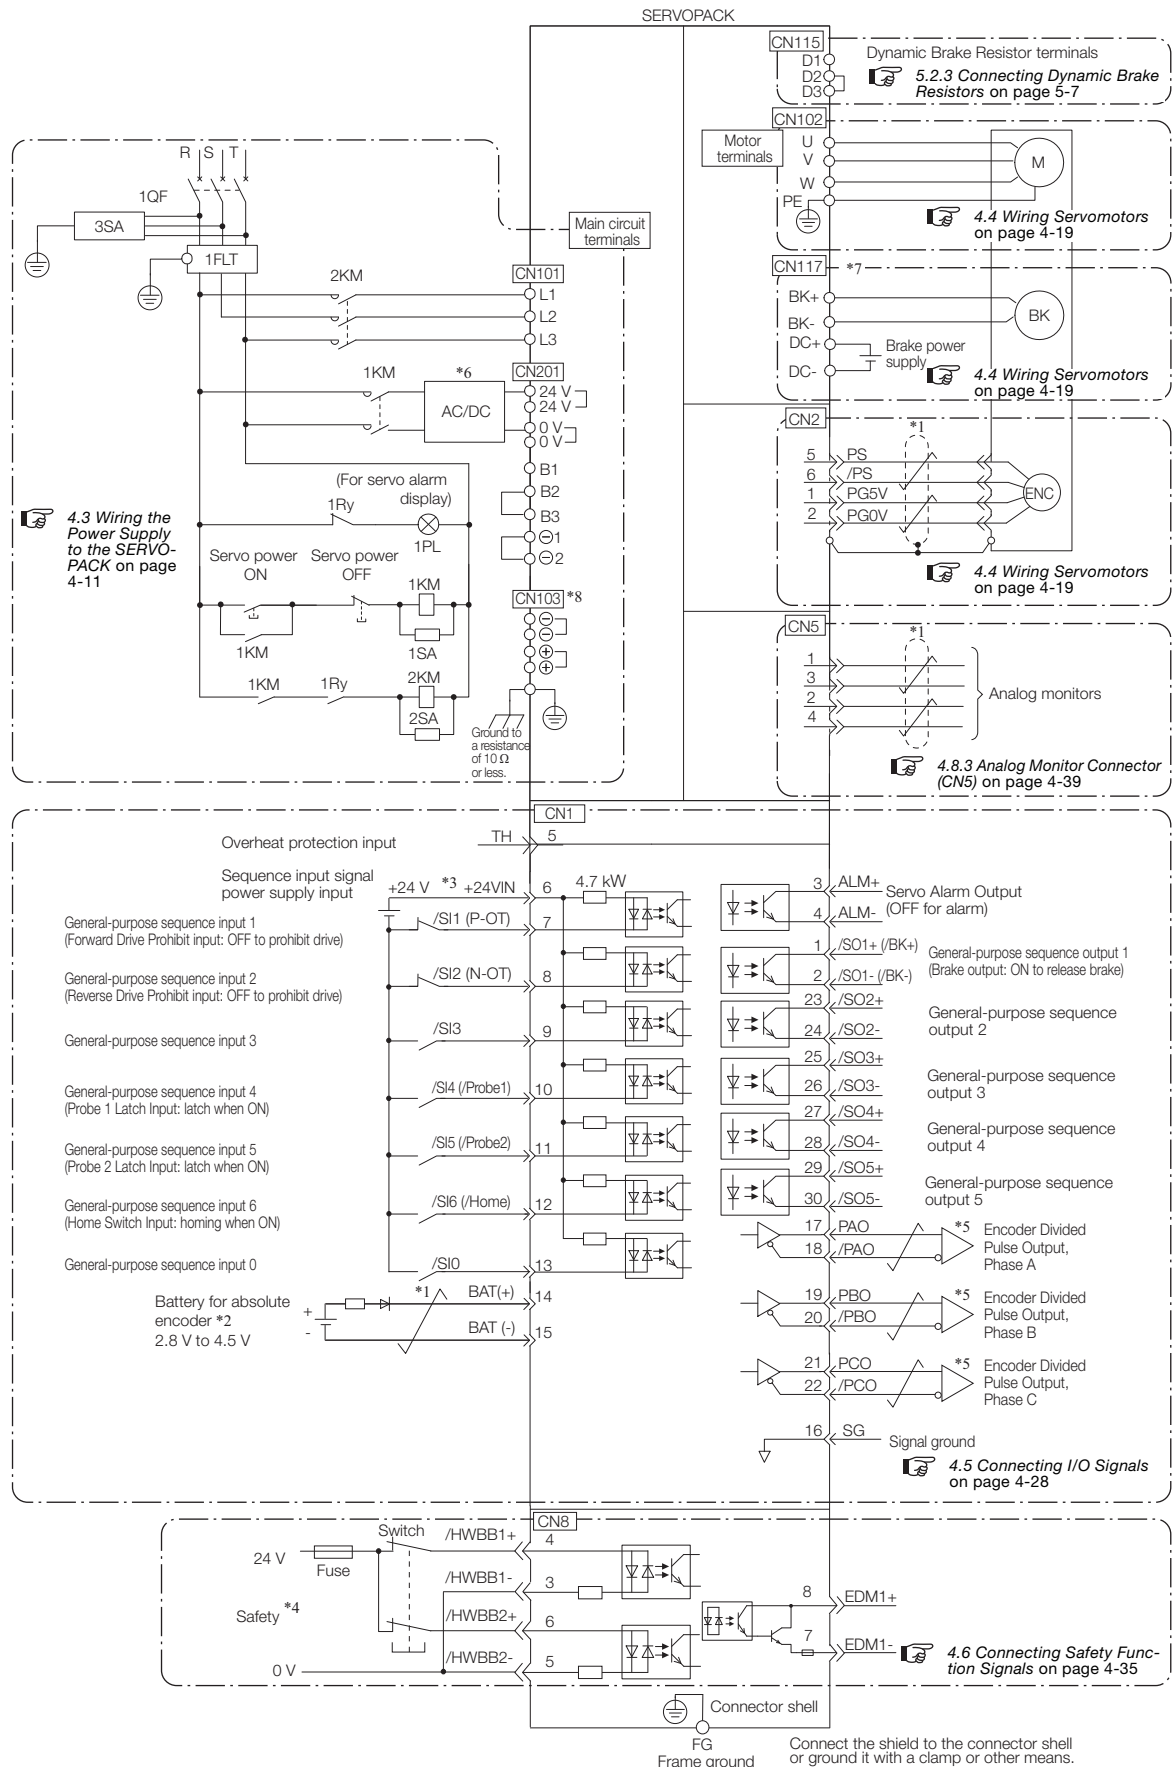 SERVOPACK
CN115
D1
D2
D3
Dynamic Brake Resistor terminals
5.2.3 Connecting Dynamic Brake
Resistors on page 5-7
CN102
Motor
terminals
U
V
W
PE
M
4.4 Wiring Servomotors
on page 4-19
CN117 *7
BK+
BK-
DC+
DC-
BK
Brake power
supply
4.4 Wiring Servomotors
on page 4-19
CN2
*1
5 PS
6 /PS
1 PG5V
2 PG0V
ENC
4.4 Wiring Servomotors
on page 4-19
CN5
*1
1
3
2
4
Analog monitors
4.8.3 Analog Monitor Connector
(CN5) on page 4-39
R S T
1QF
3SA
1FLT
Main circuit
terminals
2KM
CN101
L1
L2
L3
1KM
*6
AC/DC
CN201
24 V
24 V
0 V
0 V
B1
B2
B3
⊖1
⊖2
(For servo alarm
display)
1Ry
1PL
4.3 Wiring the
Power Supply
to the SERVO-
PACK on page
4-11
Servo power
ON
Servo power
OFF
1KM
1KM
1SA
CN103 *8
⊖
⊖
⊕
⊕
1KM
1Ry
2KM
2SA
Ground to
a resistance
of 10 Ω
or less.
CN1
Overheat protection input
TH 5
Sequence input signal
power supply input
+24 V *3 +24VIN 6
4.7 kW
General-purpose sequence input 1
(Forward Drive Prohibit input: OFF to prohibit drive)
/SI1 (P-OT) 7
General-purpose sequence input 2
(Reverse Drive Prohibit input: OFF to prohibit drive)
/SI2 (N-OT) 8
General-purpose sequence input 3
/SI3 9
General-purpose sequence input 4
(Probe 1 Latch Input: latch when ON)
/SI4 (/Probe1) 10
General-purpose sequence input 5
(Probe 2 Latch Input: latch when ON)
/SI5 (/Probe2) 11
General-purpose sequence input 6
(Home Switch Input: homing when ON)
/SI6 (/Home) 12
General-purpose sequence input 0
/SI0 13
Battery for absolute
encoder *2
2.8 V to 4.5 V
+
-
*1
BAT(+) 14
BAT (-) 15
3 ALM+
4 ALM-
Servo Alarm Output
(OFF for alarm)
1 /SO1+ (/BK+)
2 /SO1- (/BK-)
General-purpose sequence output 1
(Brake output: ON to release brake)
23 /SO2+
24 /SO2-
General-purpose sequence
output 2
25 /SO3+
26 /SO3-
General-purpose sequence
output 3
27 /SO4+
28 /SO4-
General-purpose sequence
output 4
29 /SO5+
30 /SO5-
General-purpose sequence
output 5
17 PAO
18 /PAO
*5 Encoder Divided
Pulse Output,
Phase A
19 PBO
20 /PBO
*5 Encoder Divided
Pulse Output,
Phase B
21 PCO
22 /PCO
*5 Encoder Divided
Pulse Output,
Phase C
16 SG
Signal ground
4.5 Connecting I/O Signals
on page 4-28
CN8
Switch
24 V
Fuse
/HWBB1+ 4
/HWBB1- 3
Safety *4
/HWBB2+ 6
/HWBB2- 5
0 V
8 EDM1+
7 EDM1-
4.6 Connecting Safety Func-
tion Signals on page 4-35
Connector shell
FG
Frame ground
Connect the shield to the connector shell
or ground it with a clamp or other means.